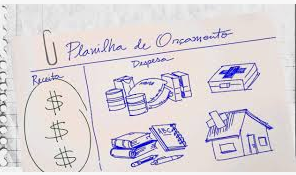 Planilha de Orçamento
Receita
Despesa
$
$
$